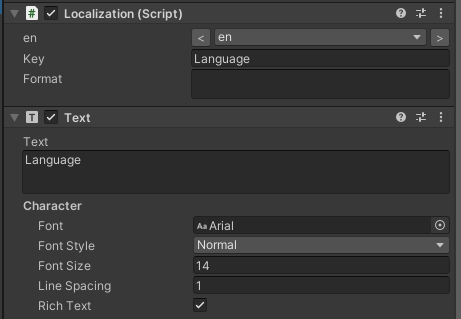 Localization (Script)
en < en >
Key Language
Format
Text
Text
Language
Character
Font Aa Arial
Font Style Normal
Font Size 14
Line Spacing 1
Rich Text